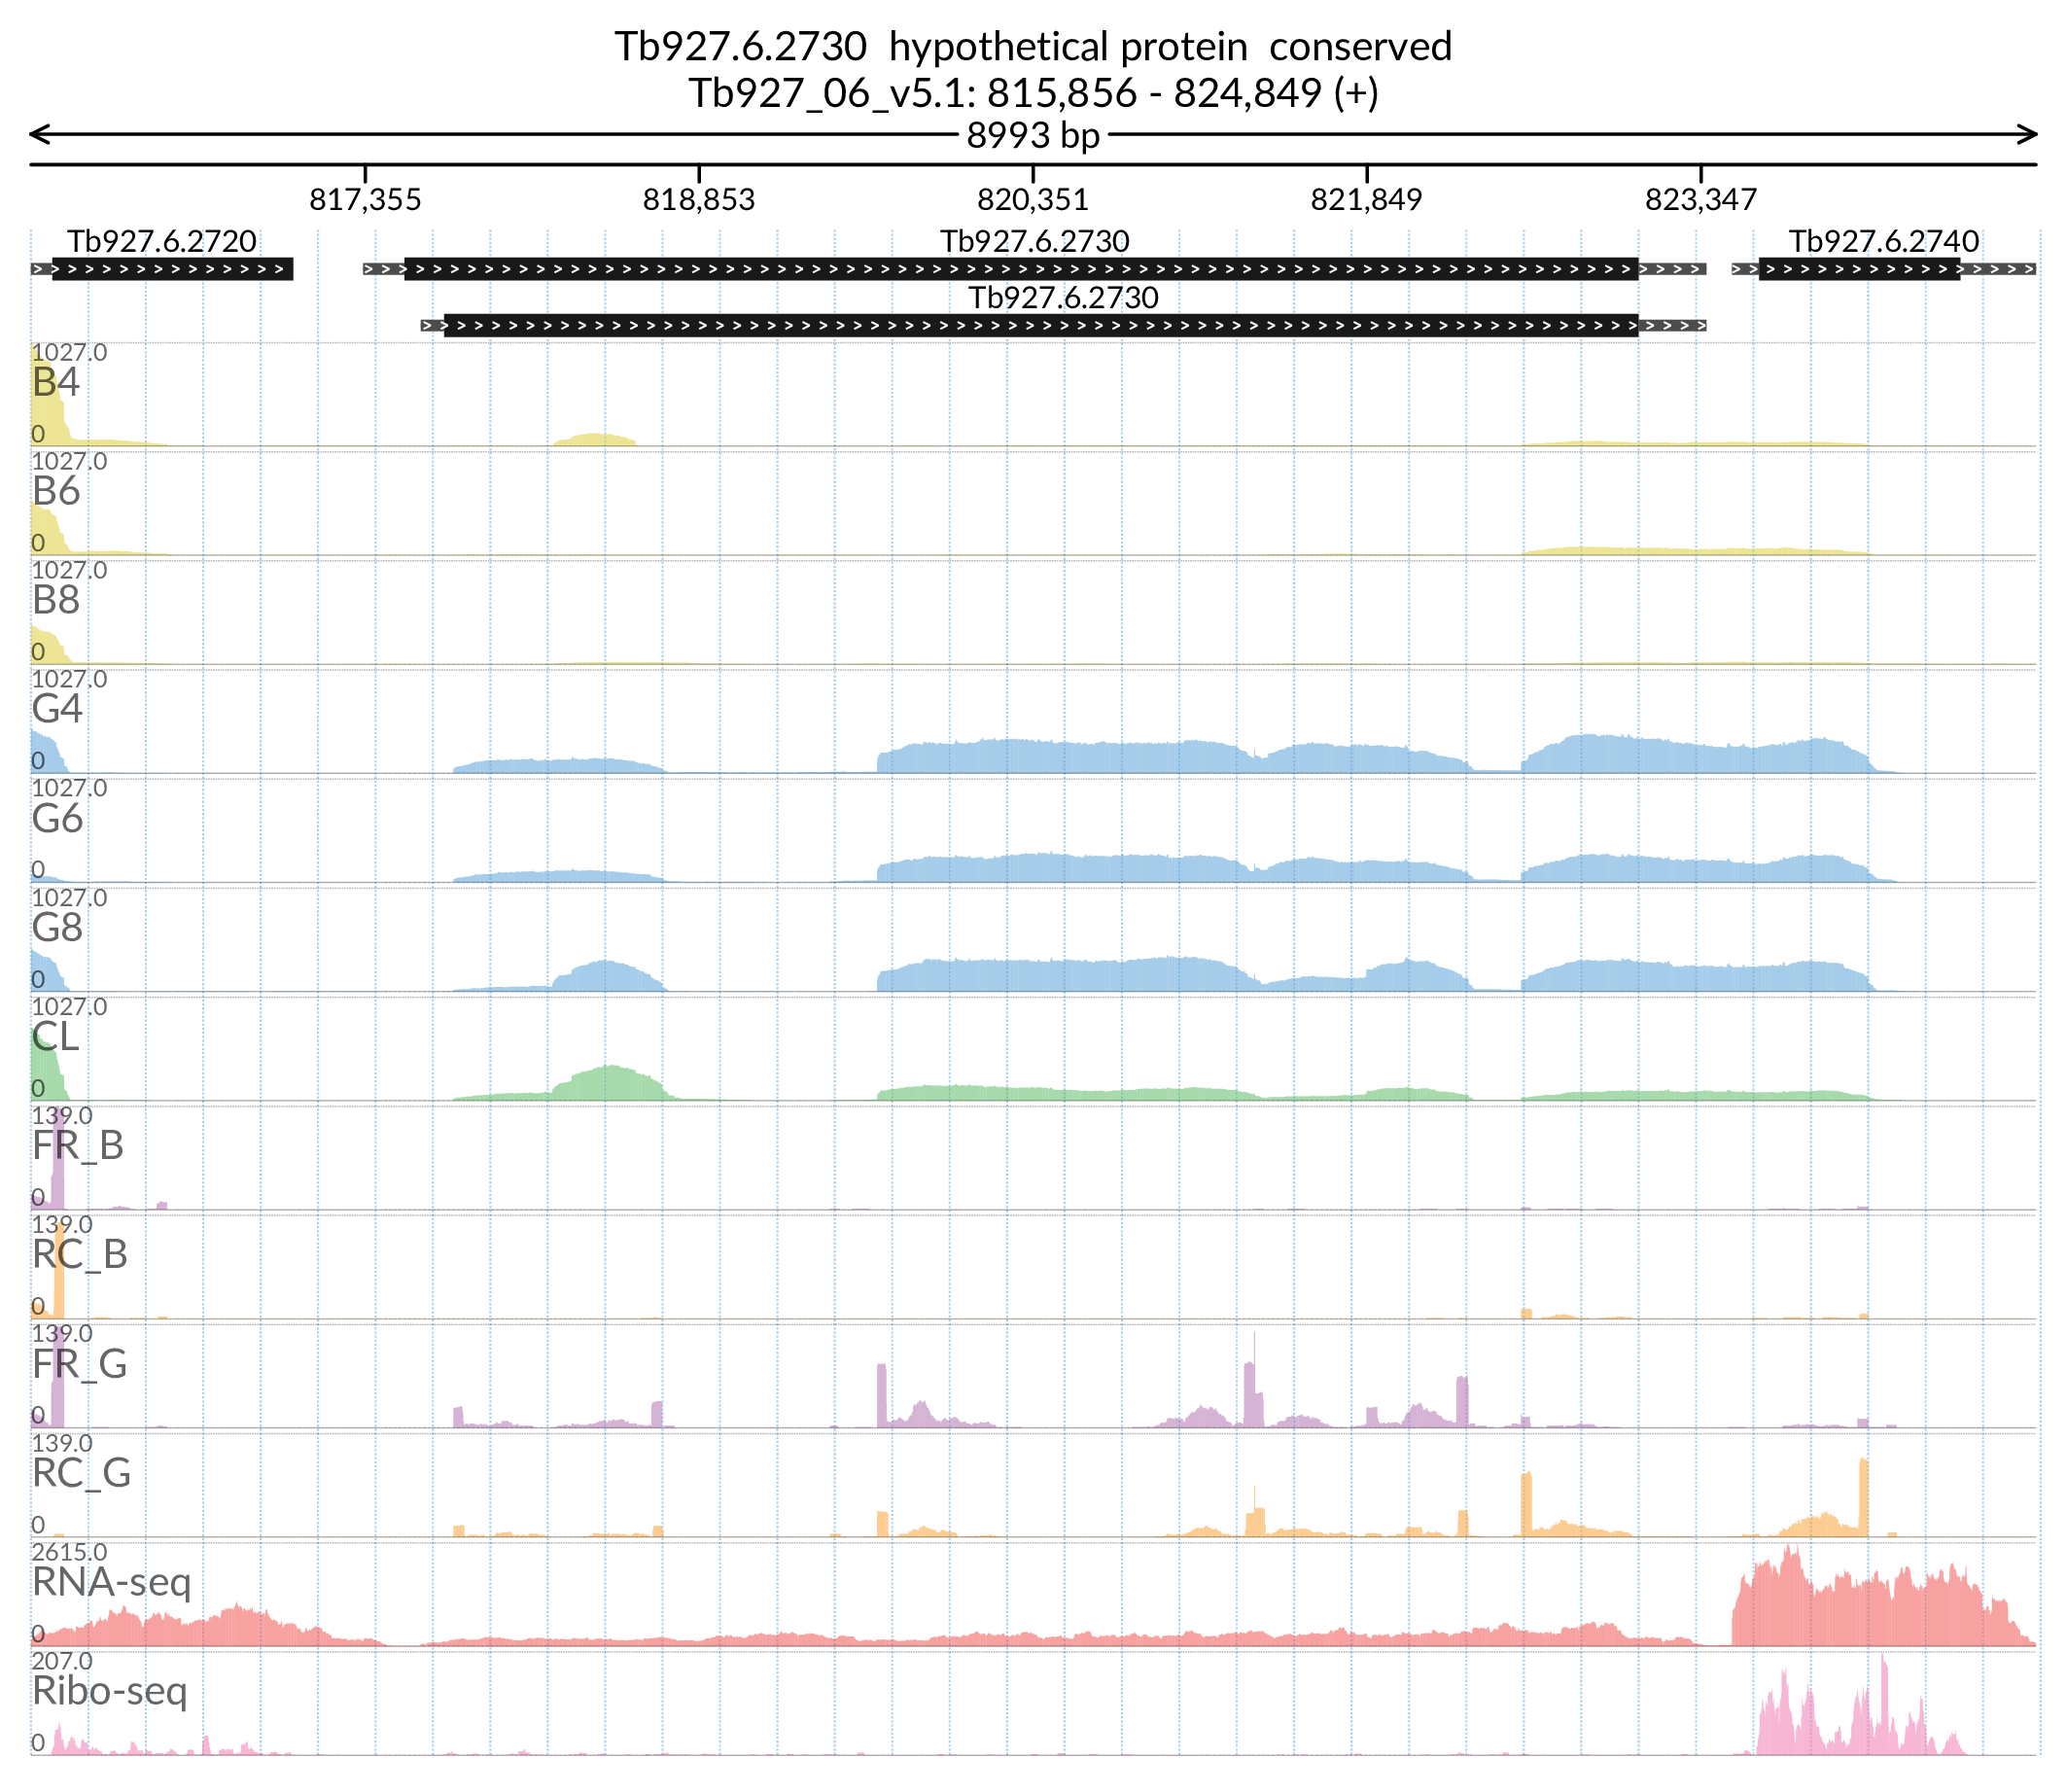 Tb927.6.2730  hypothetical protein  conserved
Tb927_06_v5.1: 815,856 - 824,849 (+)
8993 bp
817,355 818,853 820,351 821,849 823,347
Tb927.6.2720 Tb927.6.2730 Tb927.6.2740
Tb927.6.2730
1027.0
B4
0
1027.0
B6
0
1027.0
B8
0
1027.0
G4
0
1027.0
G6
0
1027.0
G8
0
1027.0
CL
0
139.0
FR_B
0
139.0
RC_B
0
139.0
FR_G
0
139.0
RC_G
0
2615.0
RNA-seq
0
207.0
Ribo-seq
0